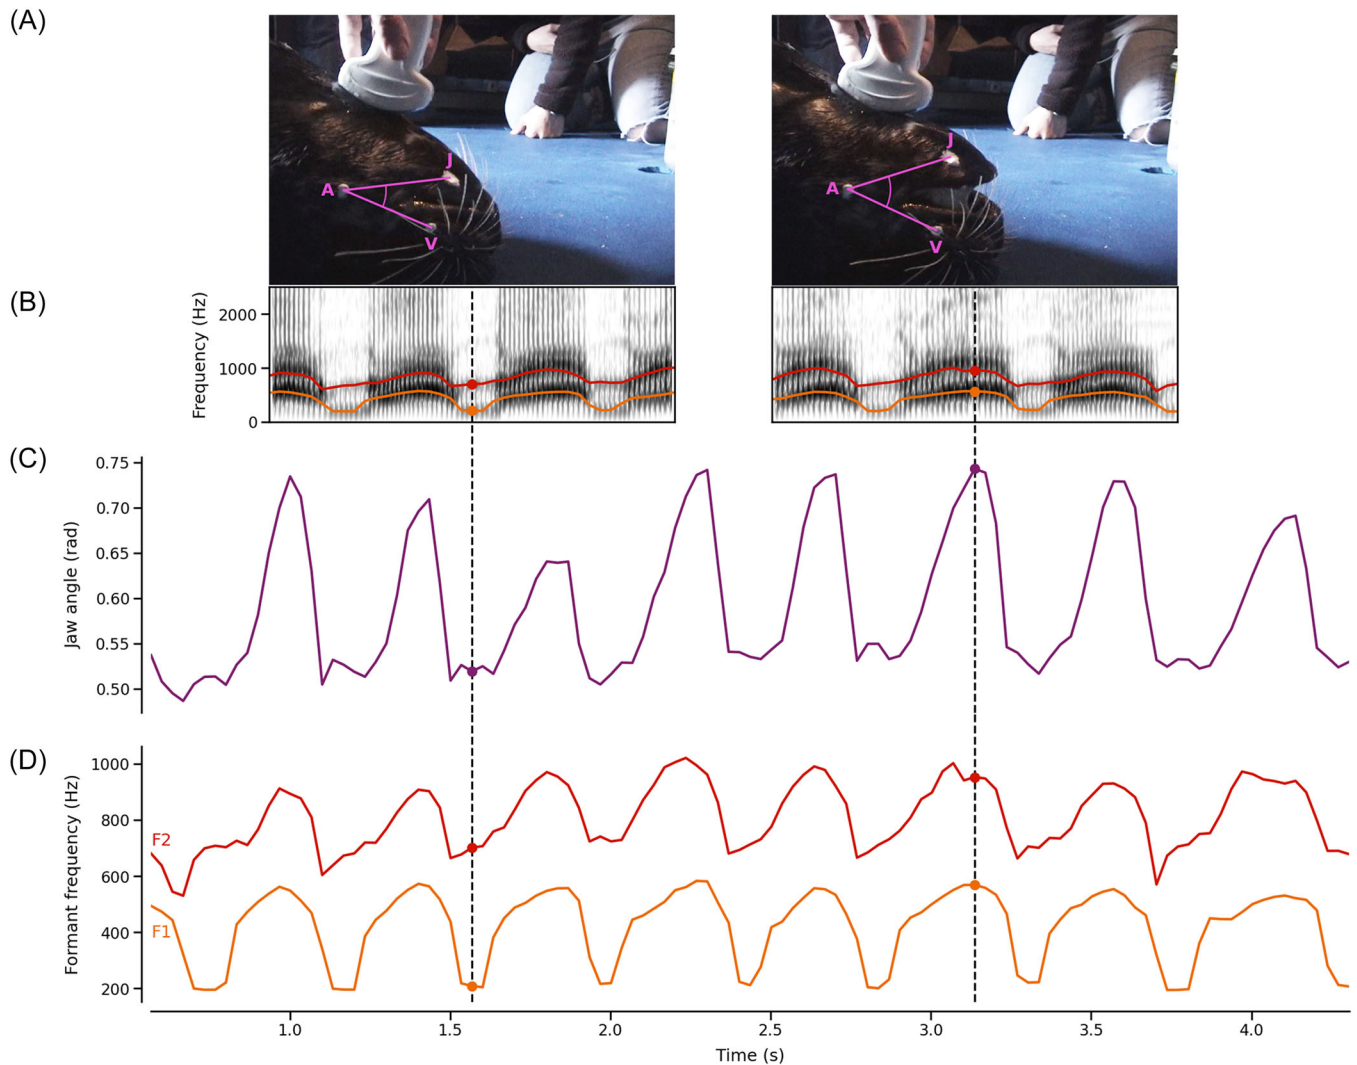 (A)
J
A
V
J
A
V
(B)
Frequency (Hz)
2000
1000
0
(C)
Jaw angle (rad)
0.75
0.70
0.65
0.60
0.55
0.50
(D)
Formant frequency (Hz)
1000
800
600
400
200
F2
F1
1.0 1.5 2.0 2.5 3.0 3.5 4.0
Time (s)